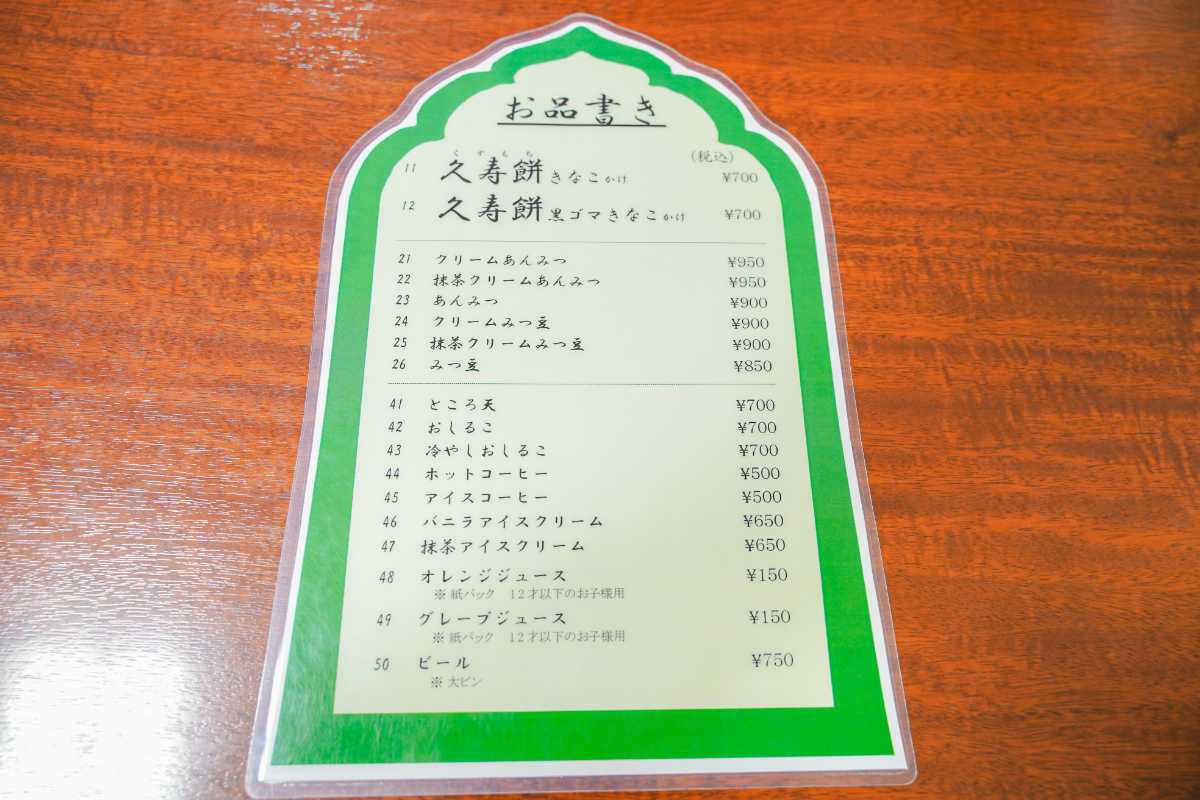 お品書き
(税込)
くずもち
11 久寿餅きなこかけ ¥700
12 久寿餅黒ゴマきなこかけ ¥700
21 クリームあんみつ ¥950
22 抹茶クリームあんみつ ¥950
23 あんみつ ¥900
24 クリームみつ豆 ¥900
25 抹茶クリームみつ豆 ¥900
26 みつ豆 ¥850
41 ところ天 ¥700
42 おしるこ ¥700
43 冷やしおしるこ ¥700
44 ホットコーヒー ¥500
45 アイスコーヒー ¥500
46 バニラアイスクリーム ¥650
47 抹茶アイスクリーム ¥650
48 オレンジジュース ¥150
※ 紙パック 12才以下のお子様用
49 グレープジュース ¥150
※ 紙パック 12才以下のお子様用
50 ビール ¥750
※ 大ビン